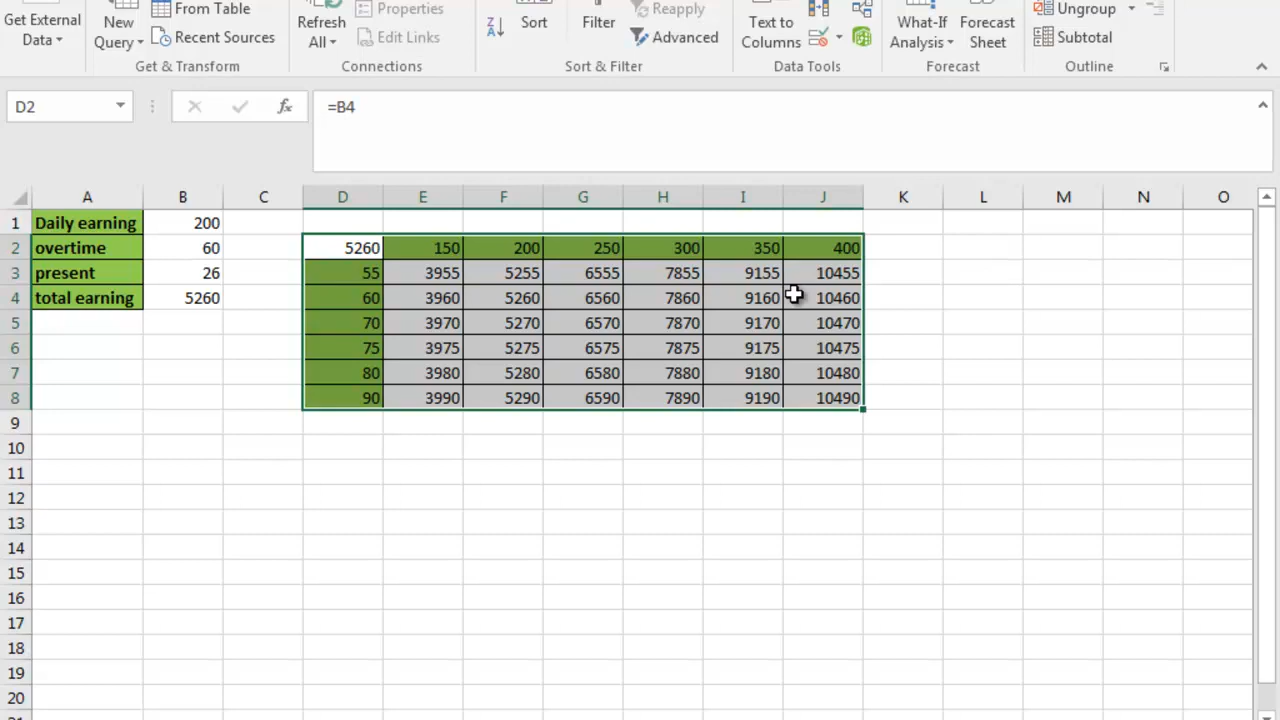 Get External
Data
New
Query
From Table
Recent Sources
Get & Transform
Refresh
All
Properties
Edit Links
Connections
Z
A
Sort
Filter
Reapply
Advanced
Sort & Filter
Text to
Columns
Data Tools
What-If
Analysis
Forecast
Sheet
Forecast
Ungroup
Subtotal
Outline
D2
fx
=B4
A B C D E F G H I J K L M N O
1 Daily earning 200
2 overtime 60 5260 150 200 250 300 350 400
3 present 26 55 3955 5255 6555 7855 9155 10455
4 total earning 5260 60 3960 5260 6560 7860 9160 10460
5 70 3970 5270 6570 7870 9170 10470
6 75 3975 5275 6575 7875 9175 10475
7 80 3980 5280 6580 7880 9180 10480
8 90 3990 5290 6590 7890 9190 10490
9
10
11
12
13
14
15
16
17
18
19
20